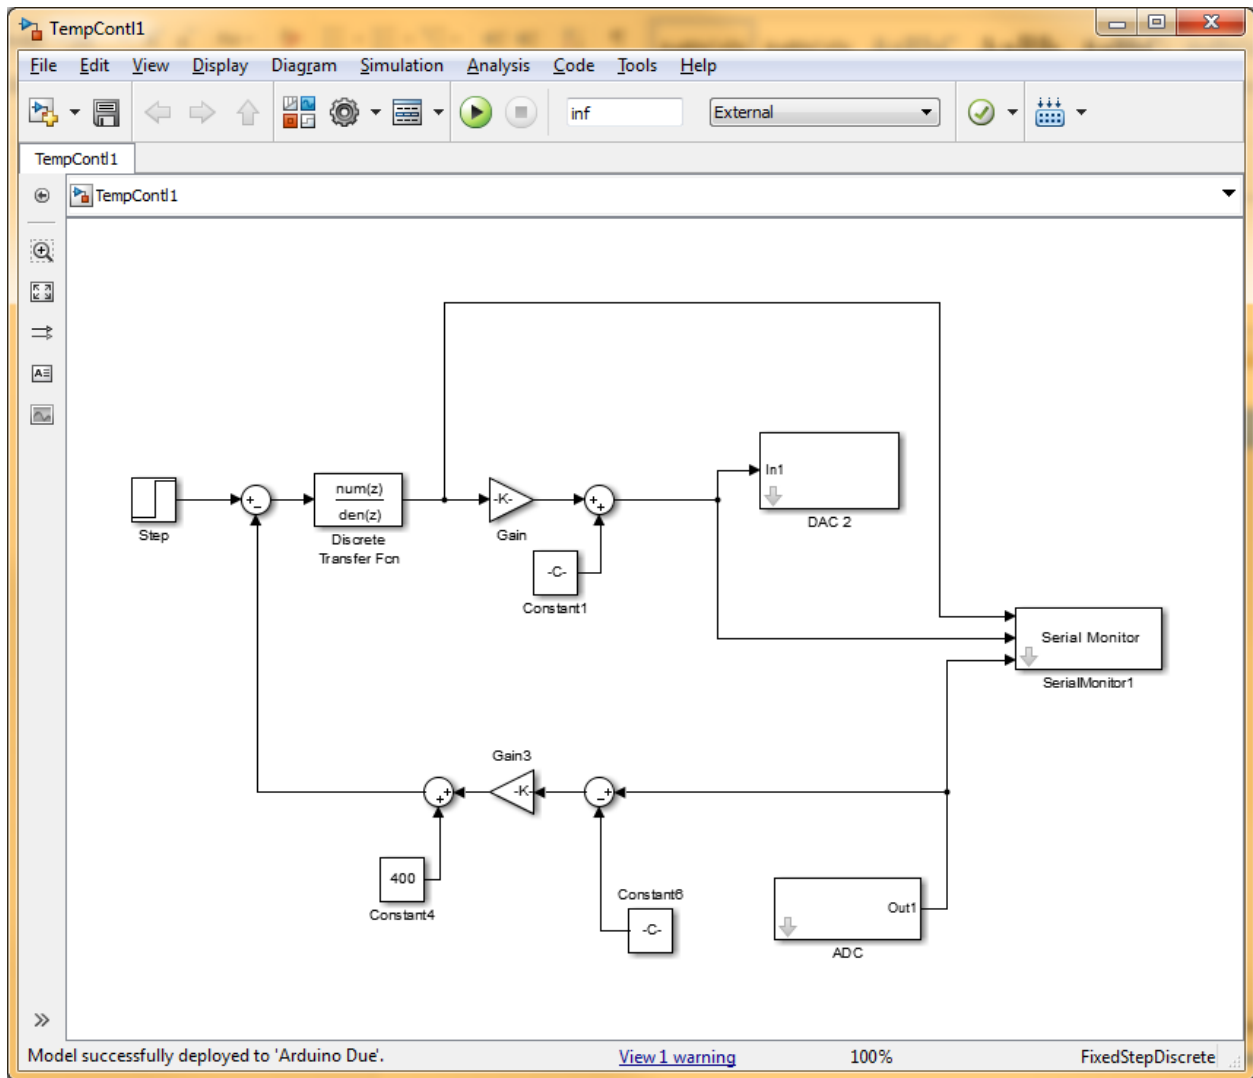 TempContl1
File Edit View Display Diagram Simulation Analysis Code Tools Help
inf
External
TempContl1
TempContl1
Step
+
-
num(z)
den(z)
Discrete
Transfer Fcn
-K-
Gain
+
+
-C-
Constant1
In1
DAC 2
Serial Monitor
SerialMonitor1
Gain3
-K-
+
+
-
+
400
Constant4
Constant6
-C-
Out1
ADC
Model successfully deployed to 'Arduino Due'.
View 1 warning
100%
FixedStepDiscrete